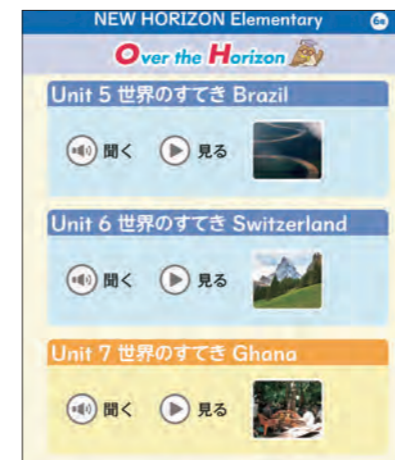 NEW HORIZON Elementary 6年
Over the Horizon
Unit 5 世界のすてき Brazil
聞く 見る
Unit 6 世界のすてき Switzerland
聞く 見る
Unit 7 世界のすてき Ghana
聞く 見る